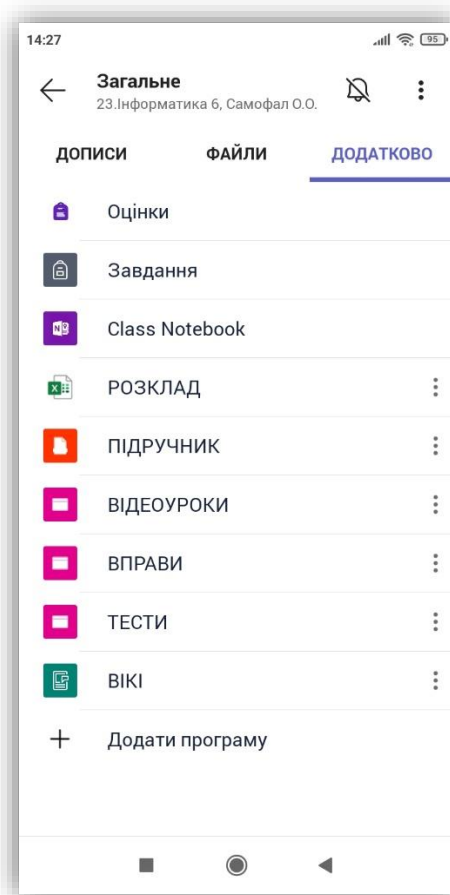 14:27
95
Загальне
23.Інформатика 6, Самофал О.О.
ДОПИСИ ФАЙЛИ ДОДАТКОВО
Оцінки
Завдання
Class Notebook
РОЗКЛАД
ПІДРУЧНИК
ВІДЕОУРОКИ
ВПРАВИ
ТЕСТИ
ВІКІ
Додати програму